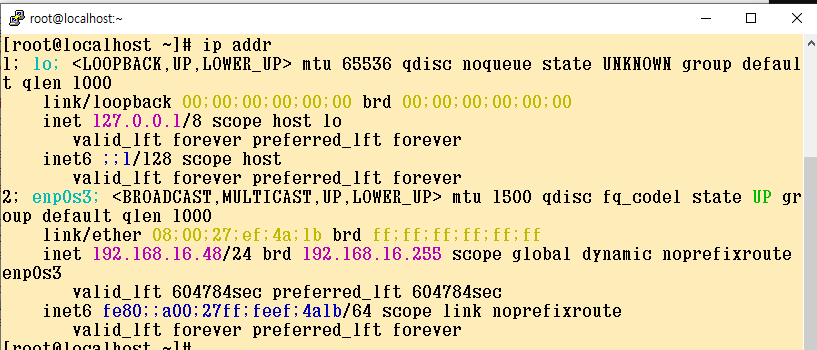 root@localhost:~
[root@localhost ~]# ip addr
1: lo: <LOOPBACK,UP,LOWER_UP> mtu 65536 qdisc noqueue state UNKNOWN group defaul
t qlen 1000
    link/loopback 00:00:00:00:00:00 brd 00:00:00:00:00:00
    inet 127.0.0.1/8 scope host lo
       valid_lft forever preferred_lft forever
    inet6 ::1/128 scope host
       valid_lft forever preferred_lft forever
2: enp0s3: <BROADCAST,MULTICAST,UP,LOWER_UP> mtu 1500 qdisc fq_codel state UP gr
oup default qlen 1000
    link/ether 08:00:27:ef:4a:1b brd ff:ff:ff:ff:ff:ff
    inet 192.168.16.48/24 brd 192.168.16.255 scope global dynamic noprefixroute
enp0s3
       valid_lft 604784sec preferred_lft 604784sec
    inet6 fe80::a00:27ff:feef:4a1b/64 scope link noprefixroute
       valid_lft forever preferred_lft forever
[root@localhost ~]#